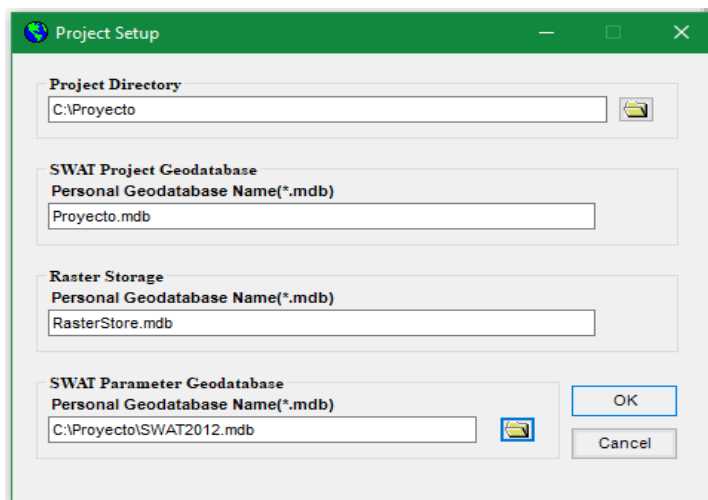 Project Setup
Project Directory
C:\Proyecto
SWAT Project Geodatabase
Personal Geodatabase Name(*.mdb)
Proyecto.mdb
Raster Storage
Personal Geodatabase Name(*.mdb)
RasterStore.mdb
SWAT Parameter Geodatabase
Personal Geodatabase Name(*.mdb)
C:\Proyecto\SWAT2012.mdb
OK
Cancel